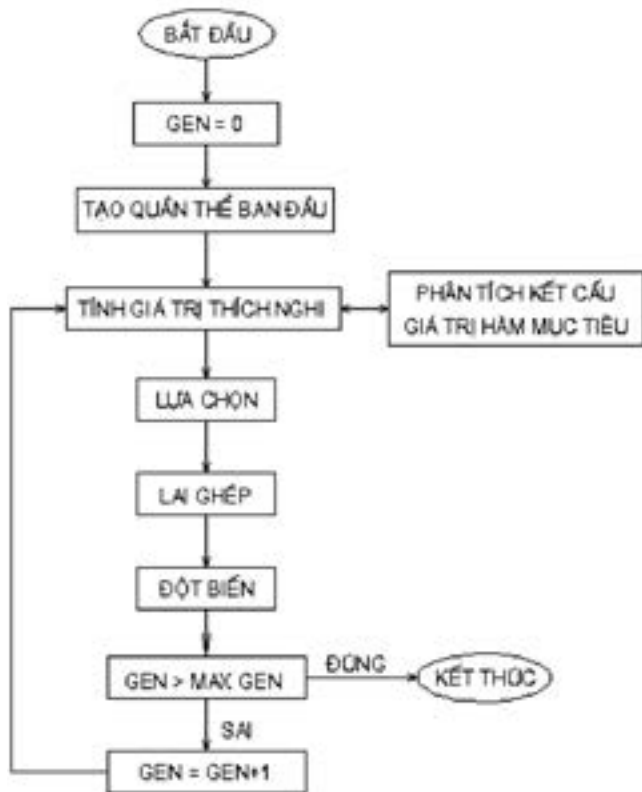 BẮT ĐẦU
GEN = 0
TẠO QUẦN THỂ BAN ĐẦU
TÍNH GIÁ TRỊ THÍCH NGHI
PHÂN TÍCH KẾT CẤU
GIÁ TRỊ HÀM MỤC TIÊU
LỰA CHỌN
LAI GHÉP
ĐỘT BIẾN
GEN > MAX GEN
ĐÚNG
KẾT THÚC
SAI
GEN = GEN+1